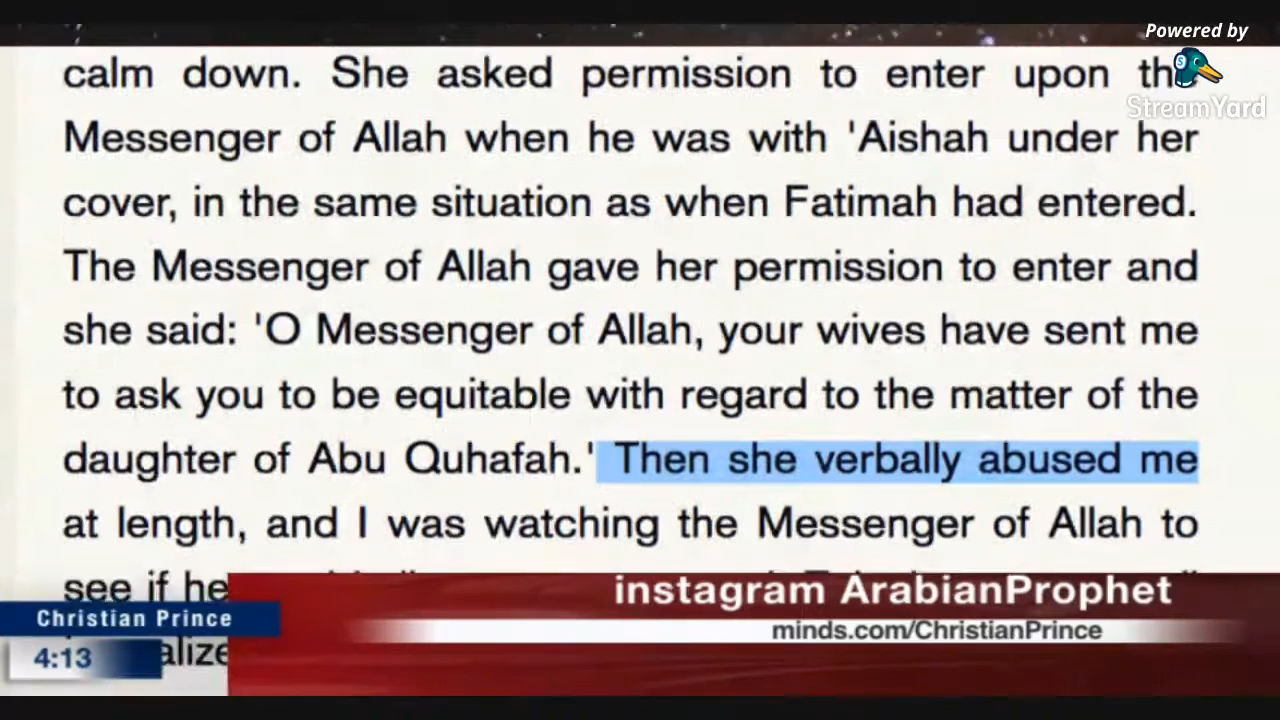 Powered by
StreamYard
calm down. She asked permission to enter upon the
Messenger of Allah when he was with 'Aishah under her
cover, in the same situation as when Fatimah had entered.
The Messenger of Allah gave her permission to enter and
she said: 'O Messenger of Allah, your wives have sent me
to ask you to be equitable with regard to the matter of the
daughter of Abu Quhafah.' Then she verbally abused me
at length, and I was watching the Messenger of Allah to
see if he
instagram ArabianProphet
Christian Prince
minds.com/ChristianPrince
4:13